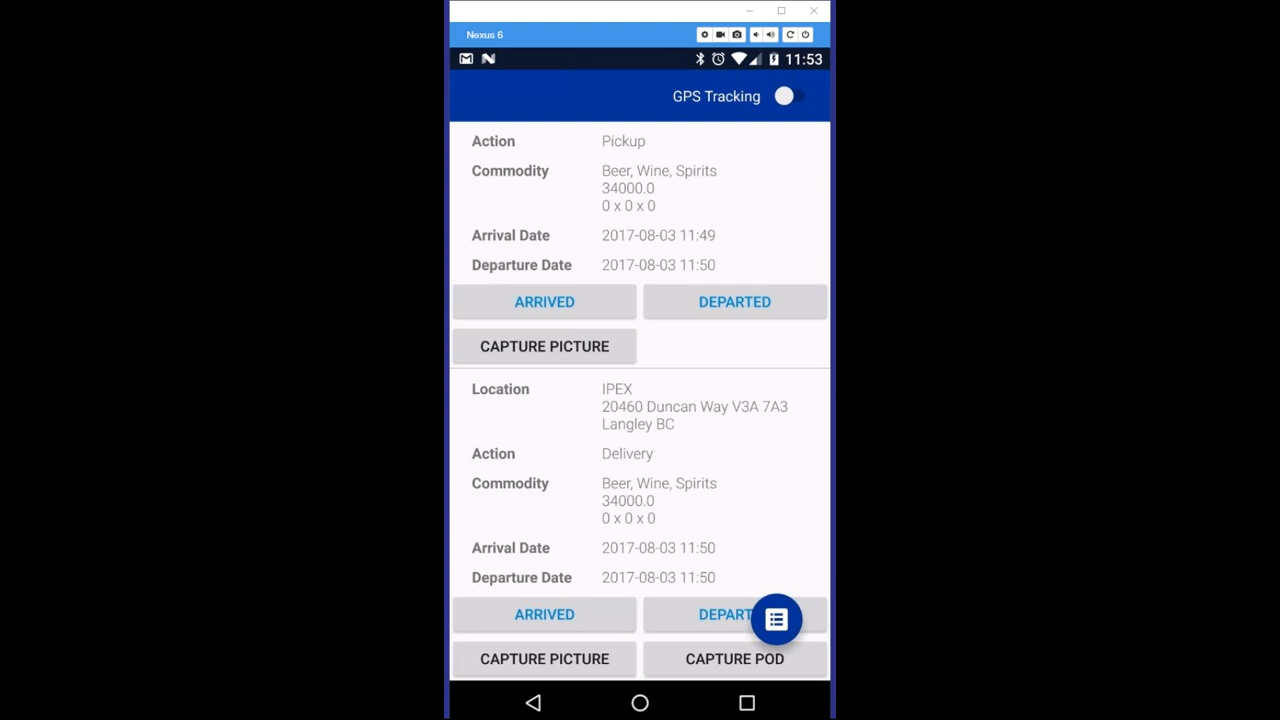 Nexus 6
11:53
GPS Tracking
Action Pickup
Commodity Beer, Wine, Spirits
34000.0
0 x 0 x 0
Arrival Date 2017-08-03 11:49
Departure Date 2017-08-03 11:50
ARRIVED DEPARTED
CAPTURE PICTURE
Location IPEX
20460 Duncan Way V3A 7A3
Langley BC
Action Delivery
Commodity Beer, Wine, Spirits
34000.0
0 x 0 x 0
Arrival Date 2017-08-03 11:50
Departure Date 2017-08-03 11:50
ARRIVED DEPART
CAPTURE PICTURE CAPTURE POD